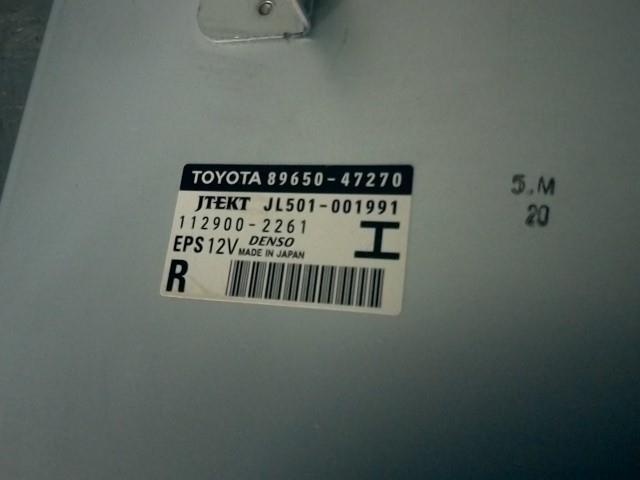 TOYOTA 89650-47270
JTEKT JL501-001991
112900-2261
EPS 12V DENSO
MADE IN JAPAN
I
R
5.M
20